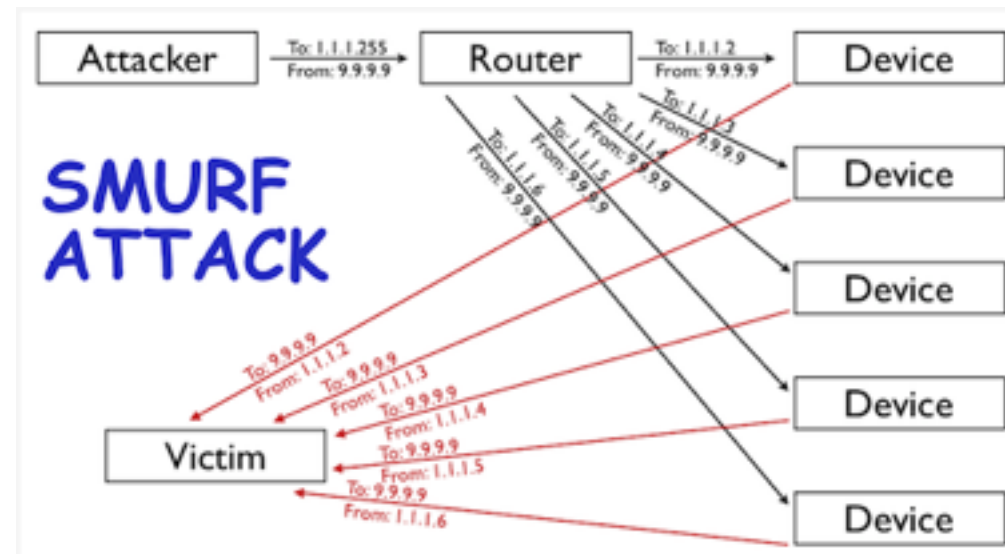 Attacker
To: 1.1.1.255
From: 9.9.9.9
Router
To: 1.1.1.2
From: 9.9.9.9
Device
To: 1.1.1.3
From: 9.9.9.9
Device
To: 1.1.1.4
From: 9.9.9.9
Device
To: 1.1.1.5
From: 9.9.9.9
Device
To: 1.1.1.6
From: 9.9.9.9
Device
SMURF
ATTACK
To: 9.9.9.9
From: 1.1.1.2
To: 9.9.9.9
From: 1.1.1.3
To: 9.9.9.9
From: 1.1.1.4
To: 9.9.9.9
From: 1.1.1.5
To: 9.9.9.9
From: 1.1.1.6
Victim